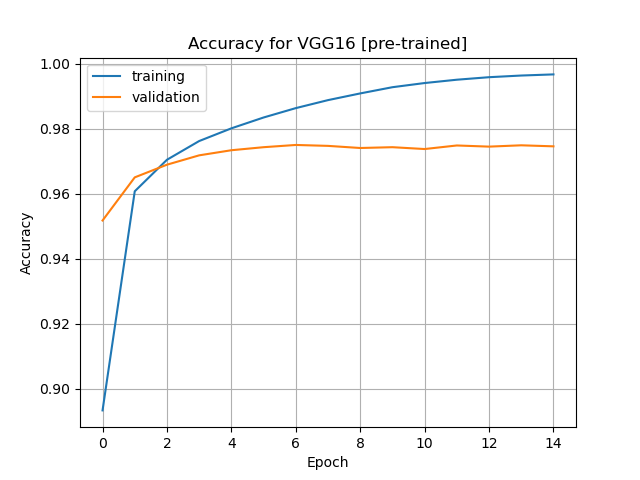 Accuracy for VGG16 [pre-trained]
training
validation
1.00
0.98
0.96
0.94
0.92
0.90
Accuracy
0 2 4 6 8 10 12 14
Epoch